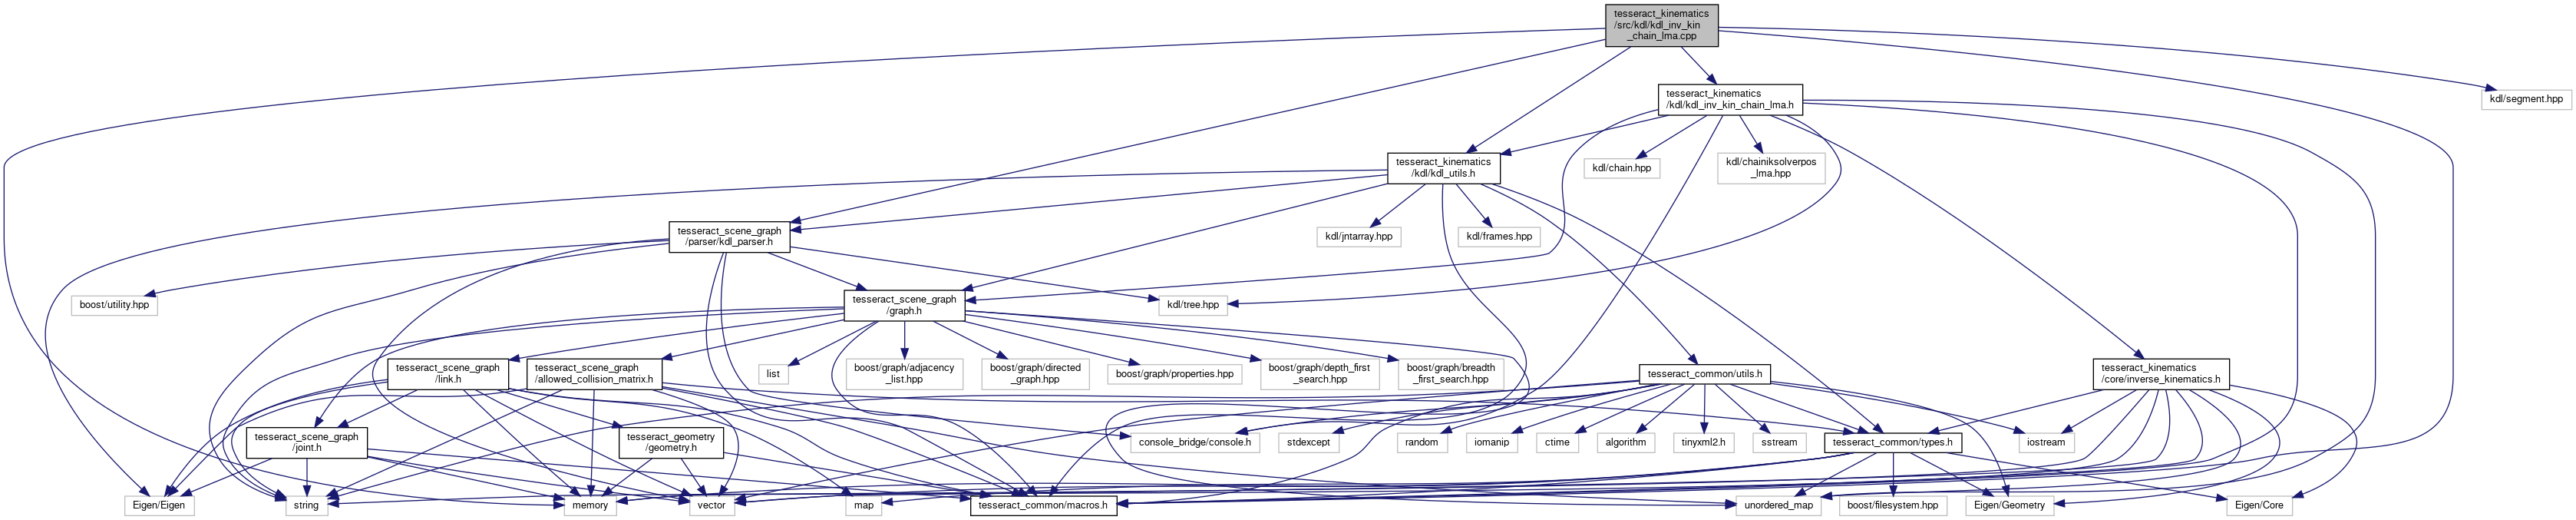 tesseract_kinematics
/src/kdl/kdl_inv_kin
_chain_lma.cpp
tesseract_kinematics
/kdl/kdl_inv_kin_chain_lma.h
kdl/segment.hpp
tesseract_kinematics
/kdl/kdl_utils.h
kdl/chain.hpp
kdl/chainiksolverpos
_lma.hpp
tesseract_scene_graph
/parser/kdl_parser.h
kdl/jntarray.hpp
kdl/frames.hpp
boost/utility.hpp
tesseract_scene_graph
/graph.h
kdl/tree.hpp
tesseract_scene_graph
/link.h
tesseract_scene_graph
/allowed_collision_matrix.h
list
boost/graph/adjacency
_list.hpp
boost/graph/directed
_graph.hpp
boost/graph/properties.hpp
boost/graph/depth_first
_search.hpp
boost/graph/breadth
_first_search.hpp
tesseract_common/utils.h
tesseract_kinematics
/core/inverse_kinematics.h
tesseract_scene_graph
/joint.h
tesseract_geometry
/geometry.h
console_bridge/console.h
stdexcept
random
iomanip
ctime
algorithm
tinyxml2.h
sstream
tesseract_common/types.h
iostream
Eigen/Eigen
string
memory
vector
map
tesseract_common/macros.h
unordered_map
boost/filesystem.hpp
Eigen/Geometry
Eigen/Core